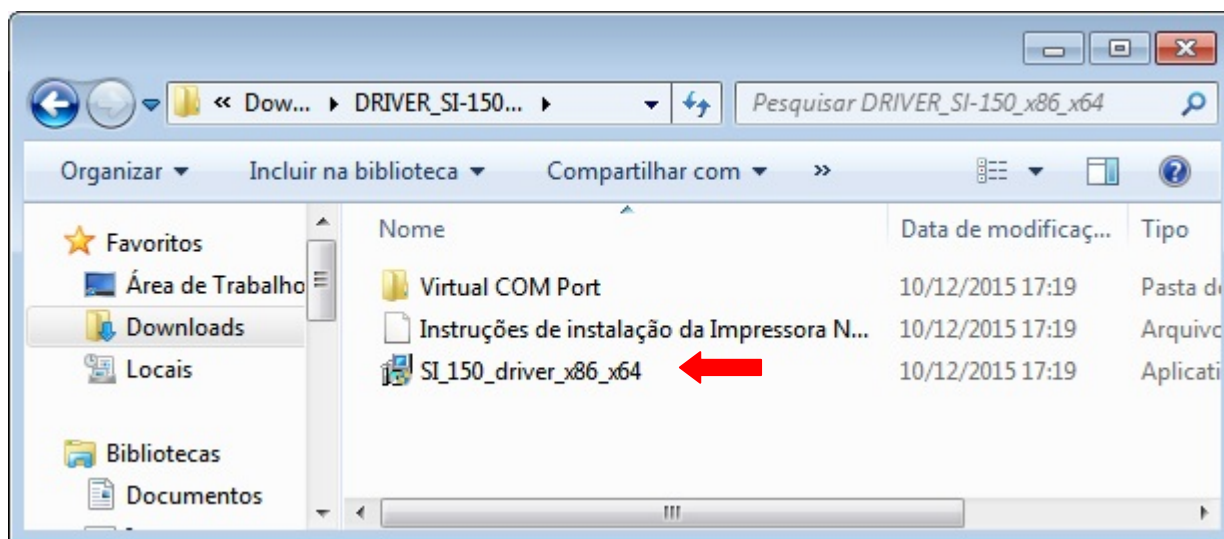 « Dow... DRIVER_SI-150... Pesquisar DRIVER_SI-150_x86_x64
Organizar Incluir na biblioteca Compartilhar com »
Favoritos
Área de Trabalho
Downloads
Locais
Bibliotecas
Documentos
Nome Data de modificaç... Tipo
Virtual COM Port 10/12/2015 17:19 Pasta d
Instruções de instalação da Impressora N... 10/12/2015 17:19 Arquivo
SI_150_driver_x86_x64 10/12/2015 17:19 Aplicati